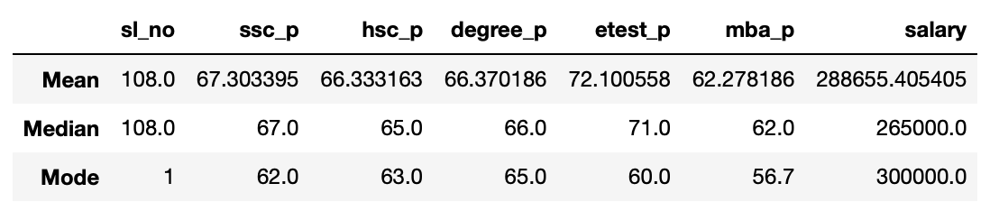 sl_no ssc_p hsc_p degree_p etest_p mba_p salary
Mean 108.0 67.303395 66.333163 66.370186 72.100558 62.278186 288655.405405
Median 108.0 67.0 65.0 66.0 71.0 62.0 265000.0
Mode 1 62.0 63.0 65.0 60.0 56.7 300000.0